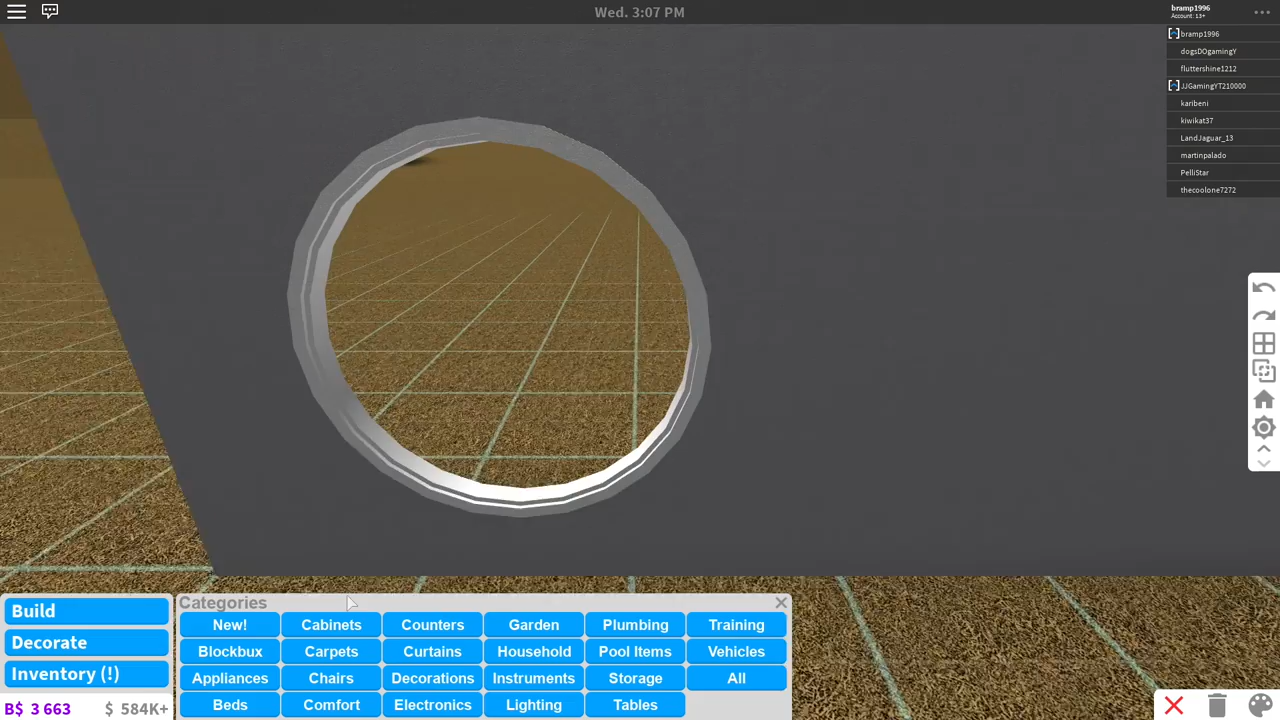 Wed. 3:07 PM
bramp1996
Account: 13+
bramp1996
dogsDOgamingY
fluttershine1212
JJGamingYT210000
karibeni
kiwikat37
LandJaguar_13
martinpalado
PelliStar
thecoolone7272
Build
Decorate
Inventory (!)
B$ 3 663 $ 584K+
Categories
New! Cabinets Counters Garden Plumbing Training
Blockbux Carpets Curtains Household Pool Items Vehicles
Appliances Chairs Decorations Instruments Storage All
Beds Comfort Electronics Lighting Tables